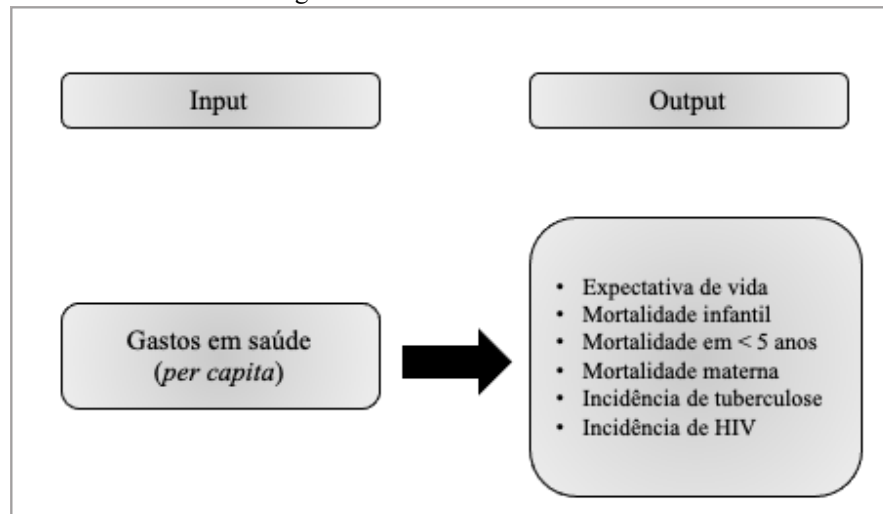 Input
Output
Gastos em saúde
(per capita)
• Expectativa de vida
• Mortalidade infantil
• Mortalidade em < 5 anos
• Mortalidade materna
• Incidência de tuberculose
• Incidência de HIV